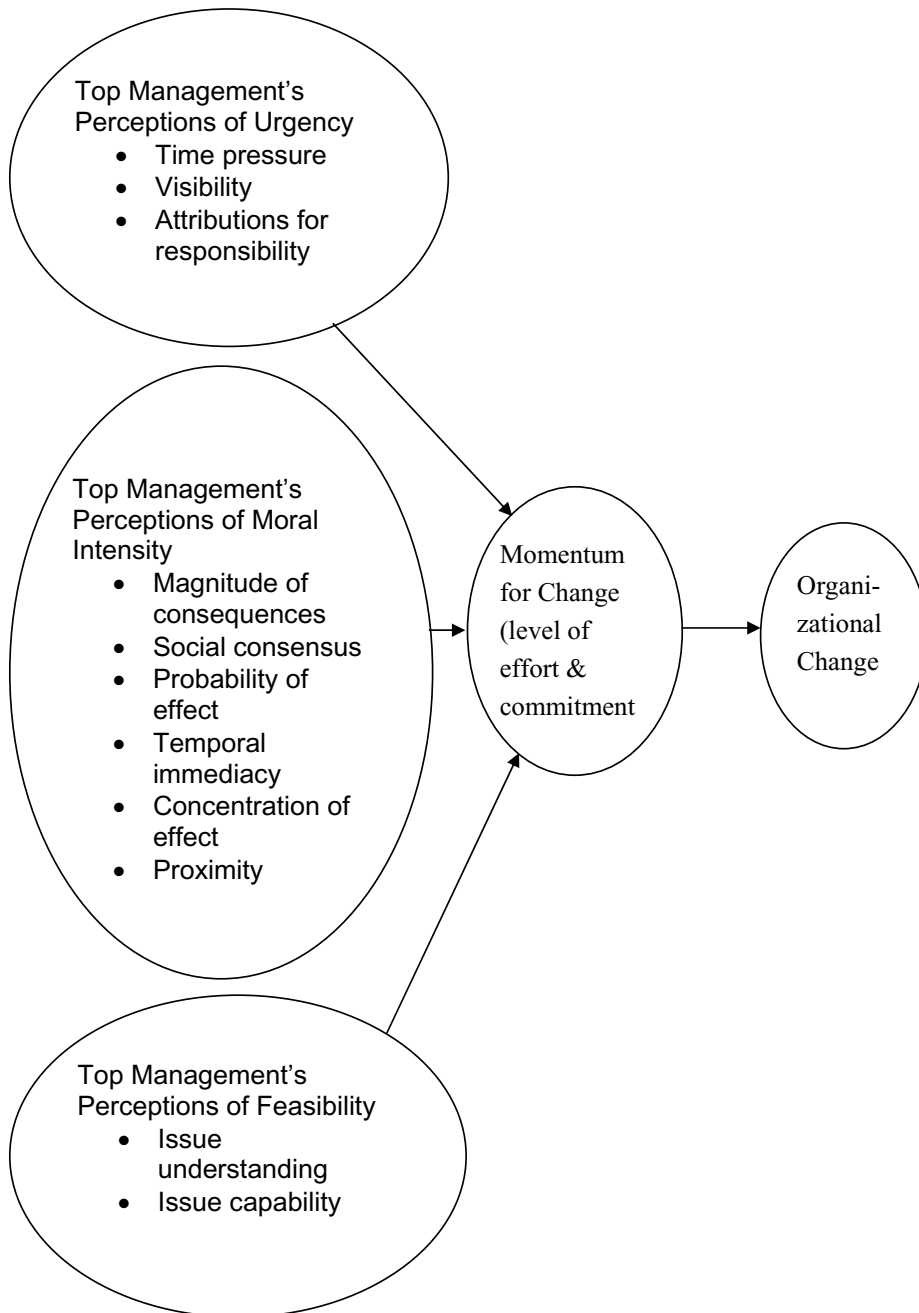 Top Management's
Perceptions of Urgency
• Time pressure
• Visibility
• Attributions for
responsibility
Top Management's
Perceptions of Moral
Intensity
• Magnitude of
consequences
• Social consensus
• Probability of
effect
• Temporal
immediacy
• Concentration of
effect
• Proximity
Top Management's
Perceptions of Feasibility
• Issue
understanding
• Issue capability
Momentum
for Change
(level of
effort &
commitment
Organi-
zational
Change